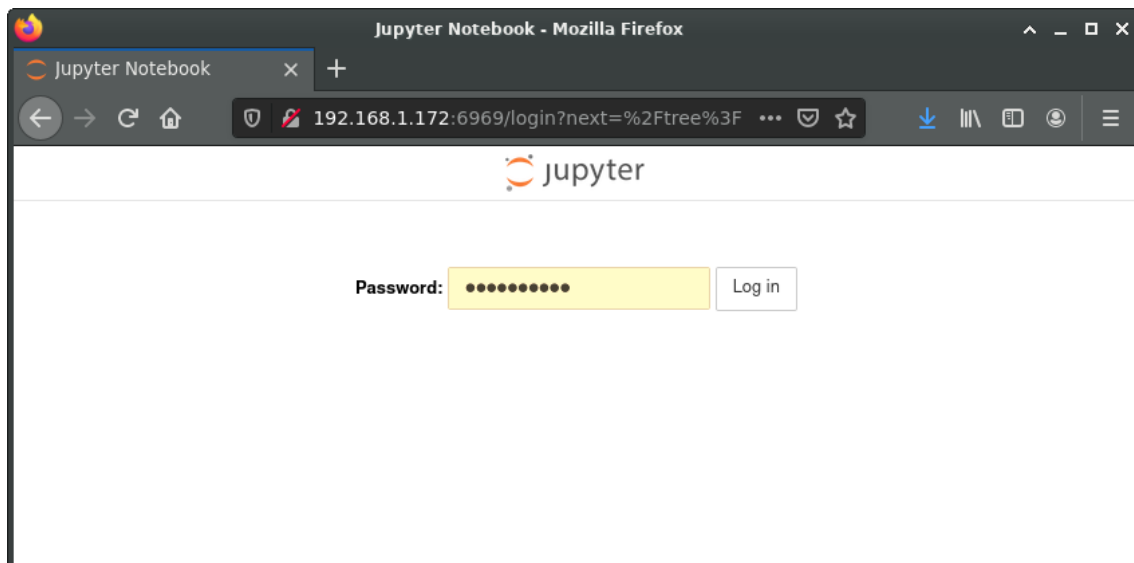 Jupyter Notebook - Mozilla Firefox
Jupyter Notebook
192.168.1.172:6969/login?next=%2Ftree%3F
jupyter
Password: ●●●●●●●●●● Log in